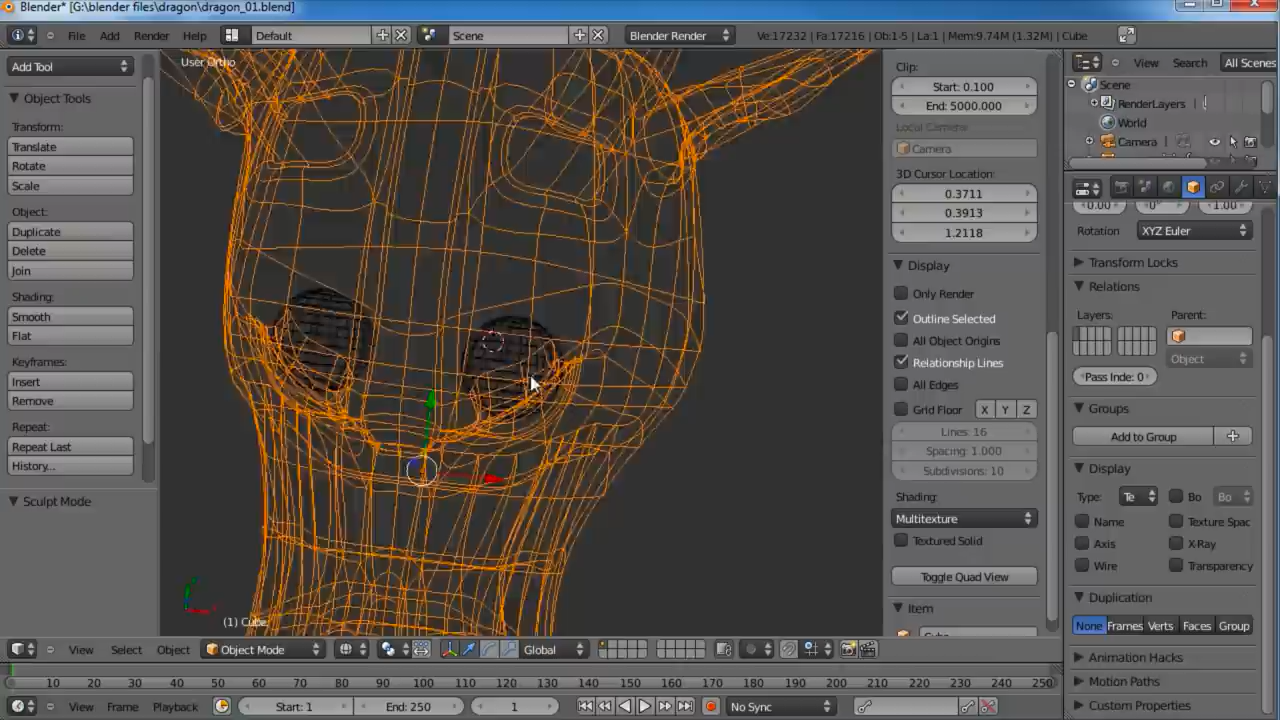 Blender* [G:\blender files\dragon\dragon_01.blend]
File Add Render Help Default Scene Blender Render Ve:17232 | Fa:17216 | Ob:1-5 | La:1 | Mem:9.74M (1.32M) | Cube
Add Tool
Object Tools
Transform:
Translate
Rotate
Scale
Object:
Duplicate
Delete
Join
Shading:
Smooth
Flat
Keyframes:
Insert
Remove
Repeat:
Repeat Last
History...
Sculpt Mode
User Ortho
(1) Cube
Clip:
Start: 0.100
End: 5000.000
Local Camera:
Camera
3D Cursor Location:
0.3711
0.3913
1.2118
Display
Only Render
Outline Selected
All Object Origins
Relationship Lines
All Edges
Grid Floor X Y Z
Lines: 16
Spacing: 1.000
Subdivisions: 10
Shading:
Multitexture
Textured Solid
Toggle Quad View
Item
Cube
View Search All Scenes
Scene
RenderLayers
World
Camera
0.00 0° 1.00
Rotation XYZ Euler
Transform Locks
Relations
Layers: Parent:
Object
Pass Inde: 0
Groups
Add to Group
Display
Type: Te Bo Bo
Name Texture Spac
Axis X-Ray
Wire Transparency
Duplication
None Frames Verts Faces Group
Animation Hacks
Motion Paths
Custom Properties
View Select Object Object Mode Global
10 20 30 40 50 60 70 80 90 100 110 120 130 140 150 160 170 180 190 200 210 220 230 240 250
View Frame Playback Start: 1 End: 250 1 No Sync